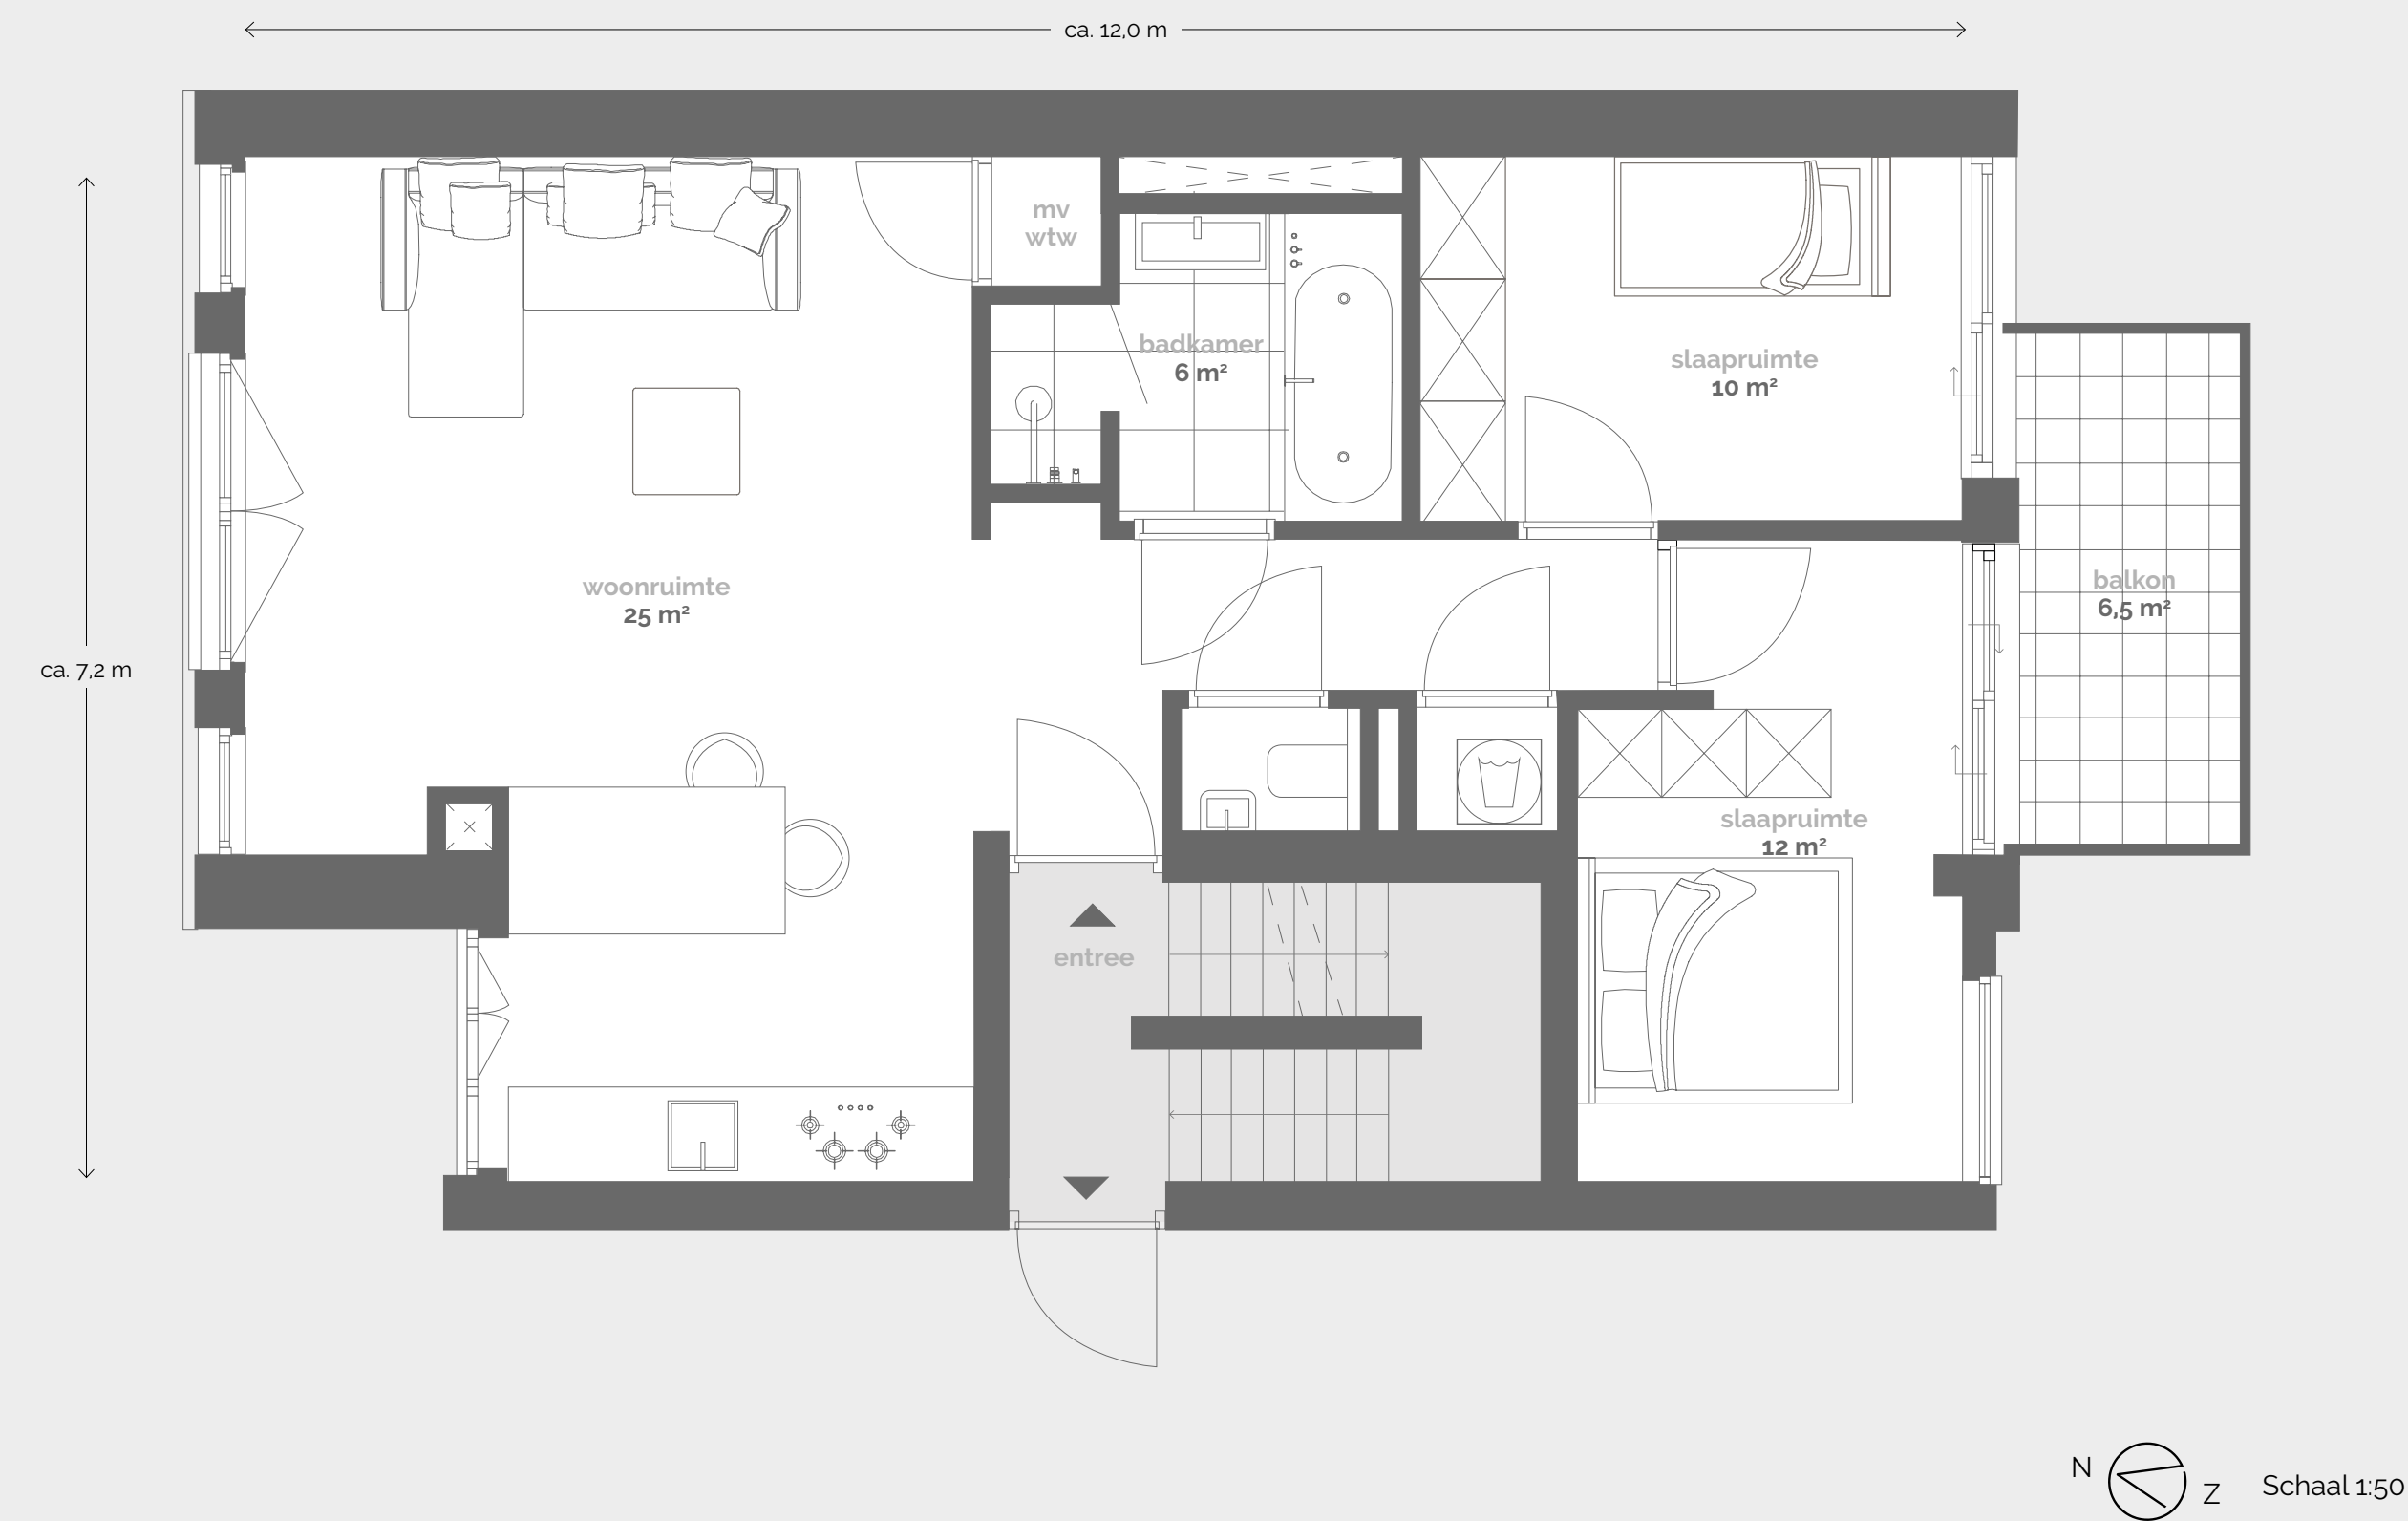 ca. 12,0 m
mv
wtw
badkamer
6 m²
slaapruimte
10 m²
woonruimte
25 m²
balkon
6,5 m²
ca. 7,2 m
slaapruimte
12 m²
entree
N
Z
Schaal 1:50